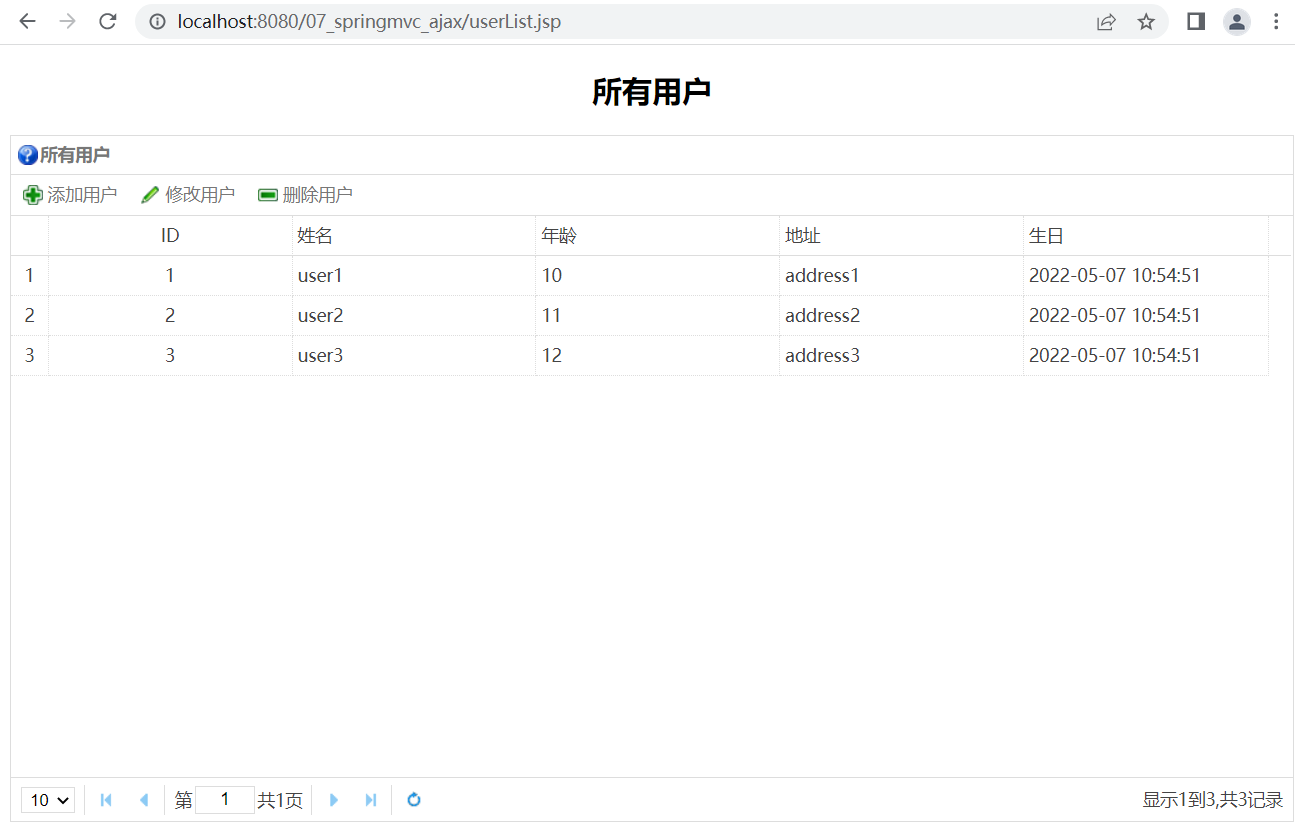 localhost:8080/07_springmvc_ajax/userList.jsp
所有用户
所有用户
添加用户 修改用户 删除用户
ID 姓名 年龄 地址 生日
1 1 user1 10 address1 2022-05-07 10:54:51
2 2 user2 11 address2 2022-05-07 10:54:51
3 3 user3 12 address3 2022-05-07 10:54:51
10 第 1 共1页 显示1到3,共3记录